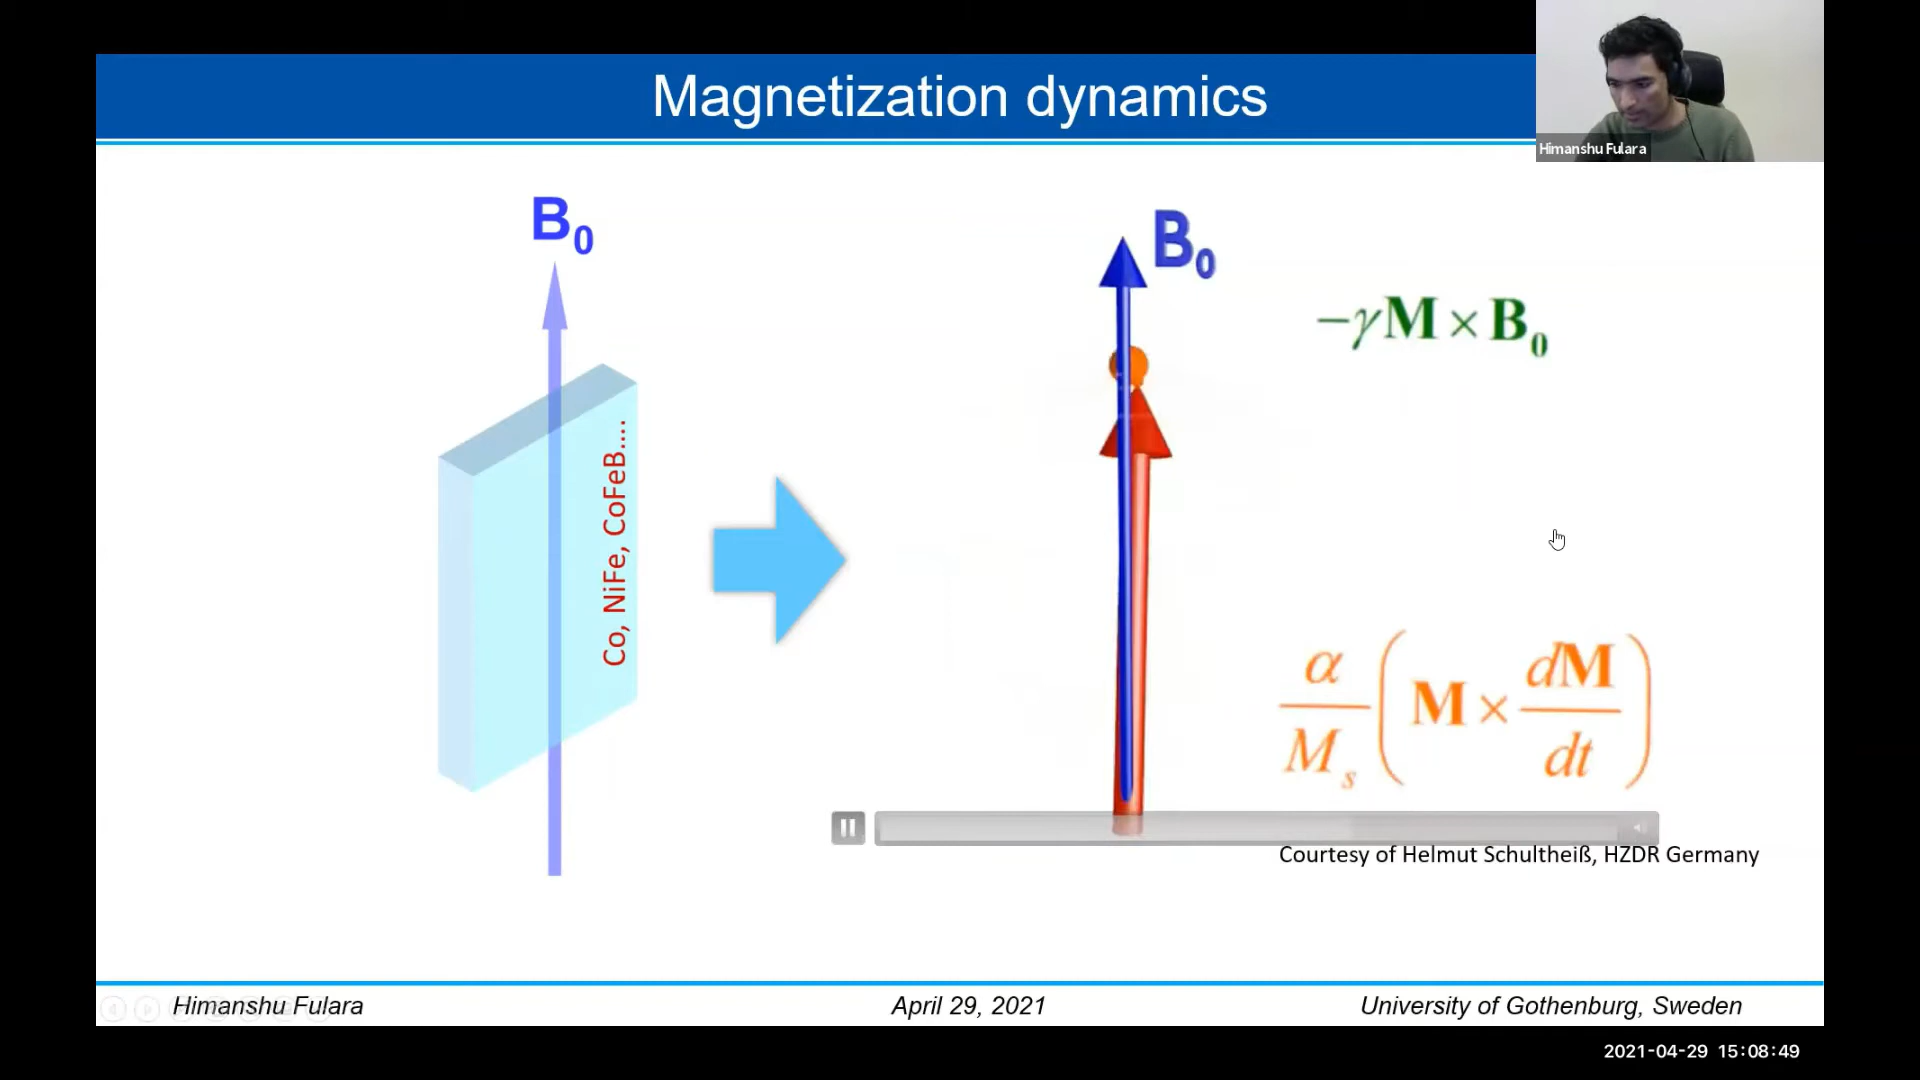 Magnetization dynamics
Himanshu Fulara
B₀
B₀
−γM × B₀
Co, NiFe, CoFeB....
α/Mₛ (M × dM/dt)
Courtesy of Helmut Schultheiß, HZDR Germany
Himanshu Fulara
April 29, 2021
University of Gothenburg, Sweden
2021-04-29 15:08:49